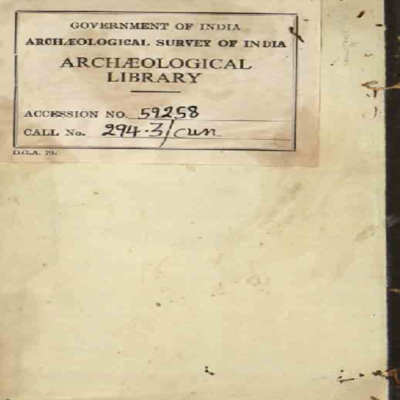 GOVERNMENT OF INDIA
ARCHÆOLOGICAL SURVEY OF INDIA
ARCHÆOLOGICAL
LIBRARY
ACCESSION NO. 59258
CALL No. 294.3/cun
D.G.A. 79.